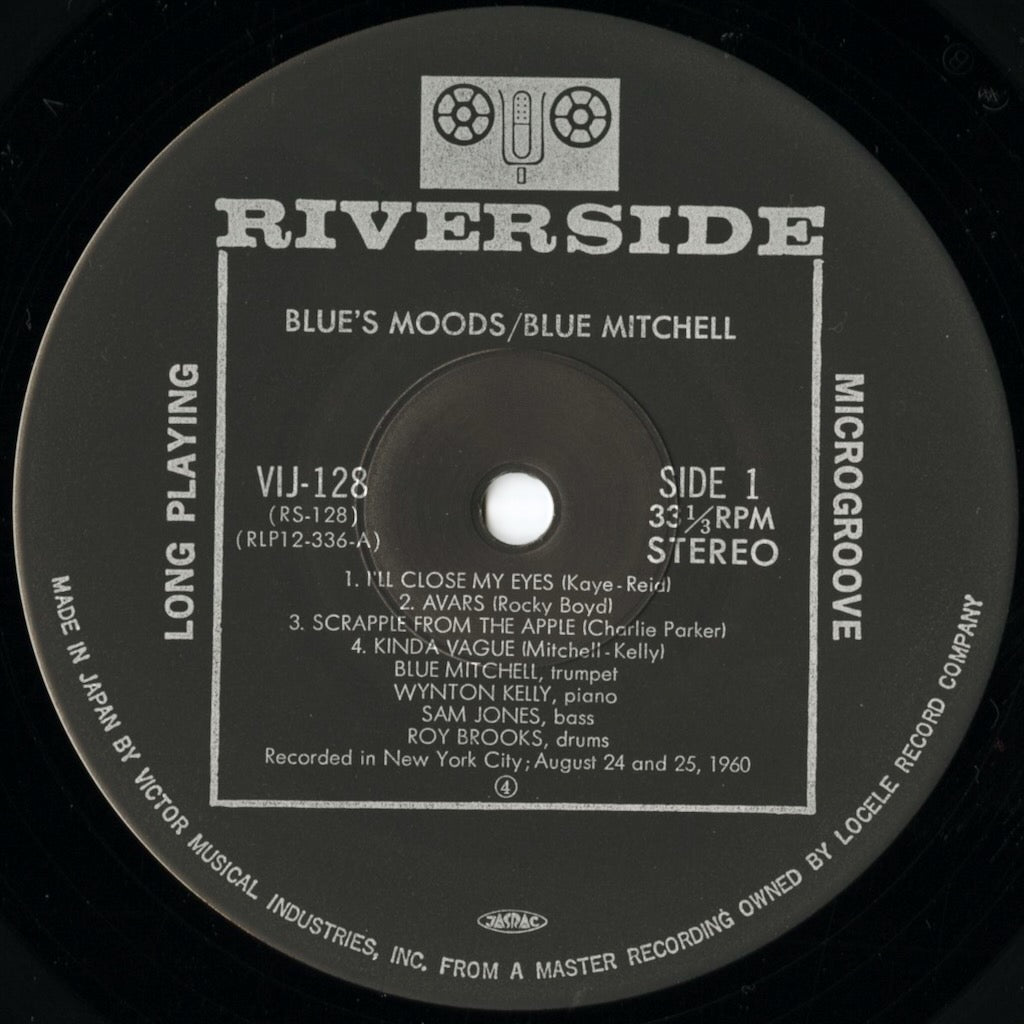 RIVERSIDE
BLUE'S MOODS/BLUE MITCHELL
LONG PLAYING
MICROGROOVE
VIJ-128
(RS-128)
(RLP12-336-A)
SIDE 1
33 1/3 RPM
STEREO
1. I'LL CLOSE MY EYES (Kaye-Reid)
2. AVARS (Rocky Boyd)
3. SCRAPPLE FROM THE APPLE (Charlie Parker)
4. KINDA VAGUE (Mitchell-Kelly)
BLUE MITCHELL, trumpet
WYNTON KELLY, piano
SAM JONES, bass
ROY BROOKS, drums
Recorded in New York City; August 24 and 25, 1960
④
JASRAC
MADE IN JAPAN BY VICTOR MUSICAL INDUSTRIES, INC. FROM A MASTER RECORDING OWNED BY LOCELE RECORD COMPANY